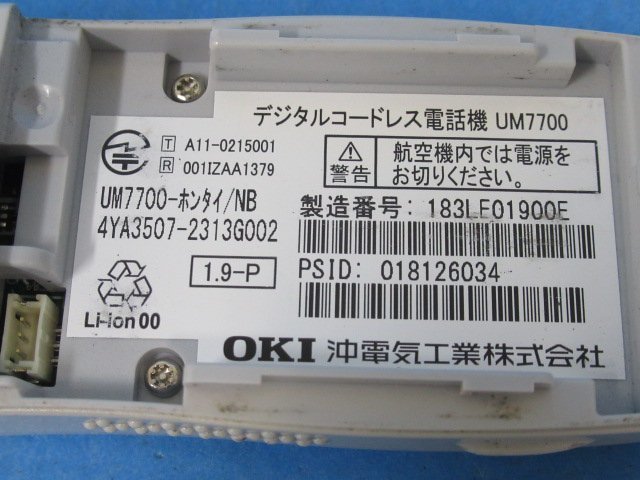 デジタルコードレス電話機 UM7700
T A11-0215001
R 001IZAA1379
警告
航空機内では電源を
お切りください。
UM7700-ホンタイ/NB
4YA3507-2313G002
製造番号: 183LF01900E
1.9-P
PSID: 018126034
Li-ion 00
OKI 沖電気工業株式会社